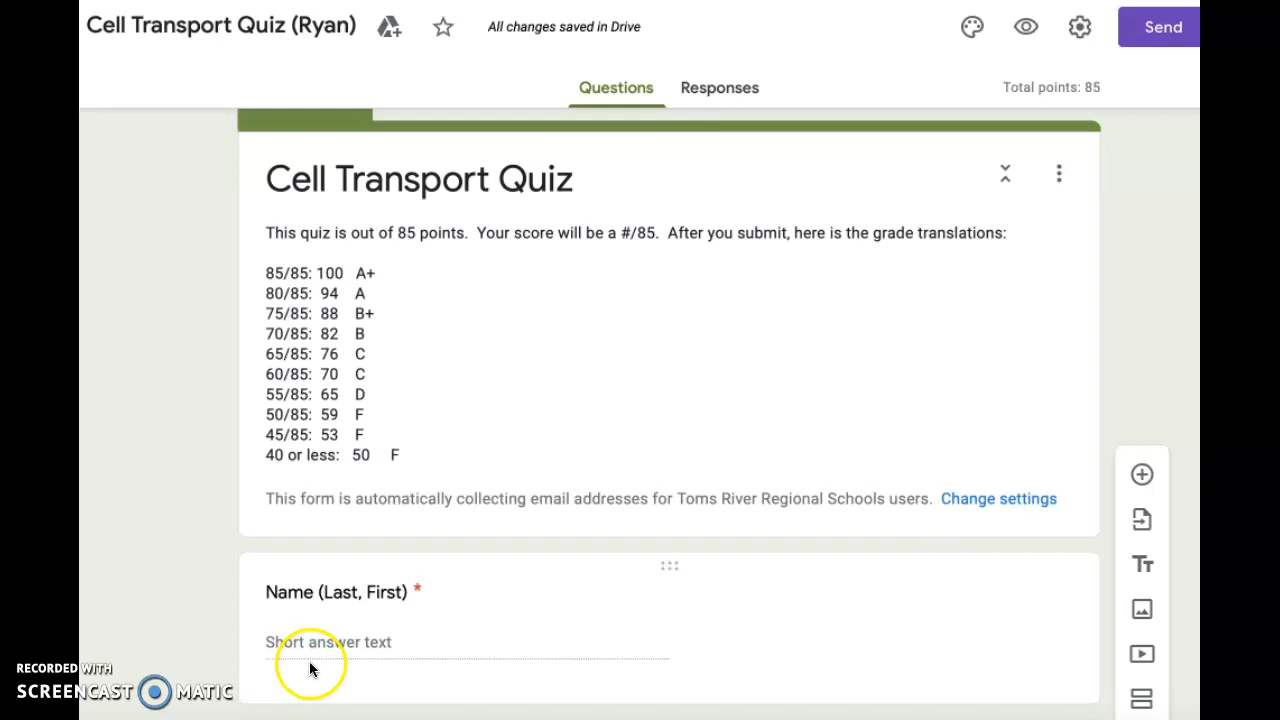 Cell Transport Quiz (Ryan)
All changes saved in Drive
Send
Questions
Responses
Total points: 85
Cell Transport Quiz
This quiz is out of 85 points. Your score will be a #/85. After you submit, here is the grade translations:
85/85: 100 A+
80/85: 94 A
75/85: 88 B+
70/85: 82 B
65/85: 76 C
60/85: 70 C
55/85: 65 D
50/85: 59 F
45/85: 53 F
40 or less: 50 F
This form is automatically collecting email addresses for Toms River Regional Schools users. Change settings
Name (Last, First) *
Short answer text
Tт
RECORDED WITH
SCREENCAST MATIC